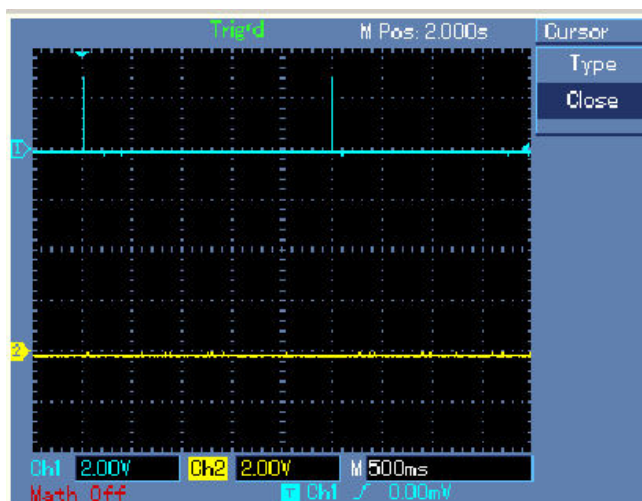 Trig'd M Pos: 2.000s Cursor
Type
Close
1
2
Ch1 2.00V Ch2 2.00V M 500ms
Math Off T Ch1 0.00mV